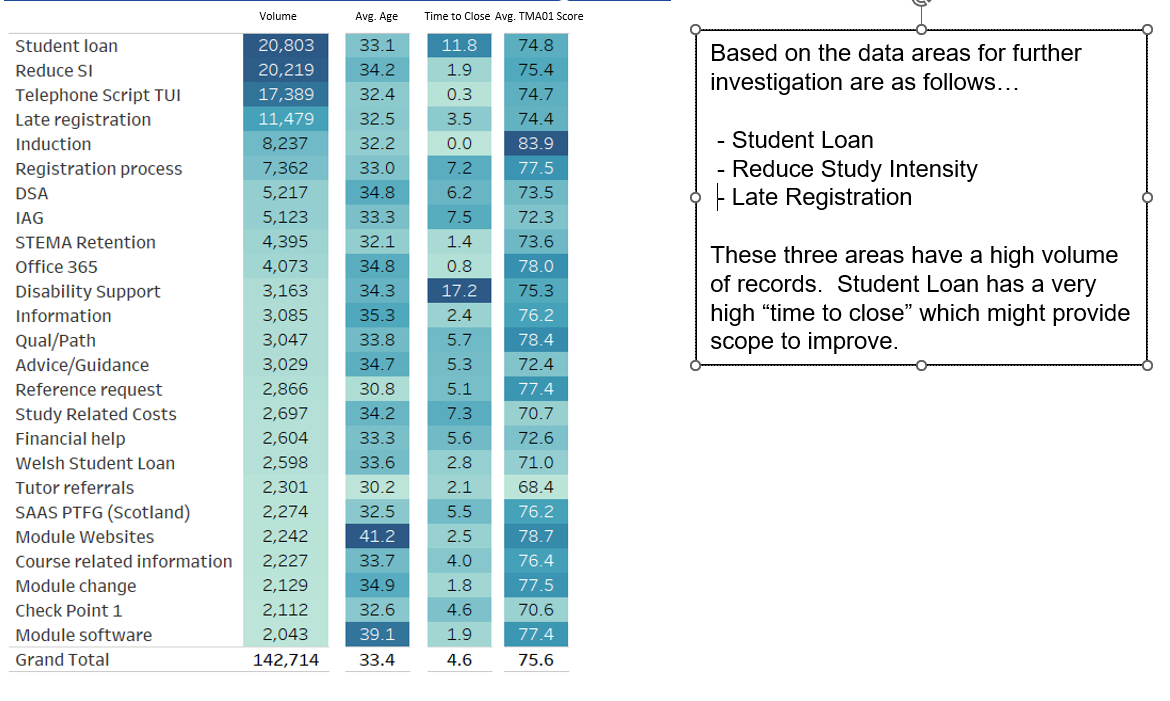 Volume Avg. Age Time to Close Avg. TMA01 Score
Student loan 20,803 33.1 11.8 74.8
Reduce SI 20,219 34.2 1.9 75.4
Telephone Script TUI 17,389 32.4 0.3 74.7
Late registration 11,479 32.5 3.5 74.4
Induction 8,237 32.2 0.0 83.9
Registration process 7,362 33.0 7.2 77.5
DSA 5,217 34.8 6.2 73.5
IAG 5,123 33.3 7.5 72.3
STEMA Retention 4,395 32.1 1.4 73.6
Office 365 4,073 34.8 0.8 78.0
Disability Support 3,163 34.3 17.2 75.3
Information 3,085 35.3 2.4 76.2
Qual/Path 3,047 33.8 5.7 78.4
Advice/Guidance 3,029 34.7 5.3 72.4
Reference request 2,866 30.8 5.1 77.4
Study Related Costs 2,697 34.2 7.3 70.7
Financial help 2,604 33.3 5.6 72.6
Welsh Student Loan 2,598 33.6 2.8 71.0
Tutor referrals 2,301 30.2 2.1 68.4
SAAS PTFG (Scotland) 2,274 32.5 5.5 76.2
Module Websites 2,242 41.2 2.5 78.7
Course related information 2,227 33.7 4.0 76.4
Module change 2,129 34.9 1.8 77.5
Check Point 1 2,112 32.6 4.6 70.6
Module software 2,043 39.1 1.9 77.4
Grand Total 142,714 33.4 4.6 75.6
Based on the data areas for further
investigation are as follows…
- Student Loan
- Reduce Study Intensity
- Late Registration
These three areas have a high volume
of records.  Student Loan has a very
high “time to close” which might provide
scope to improve.